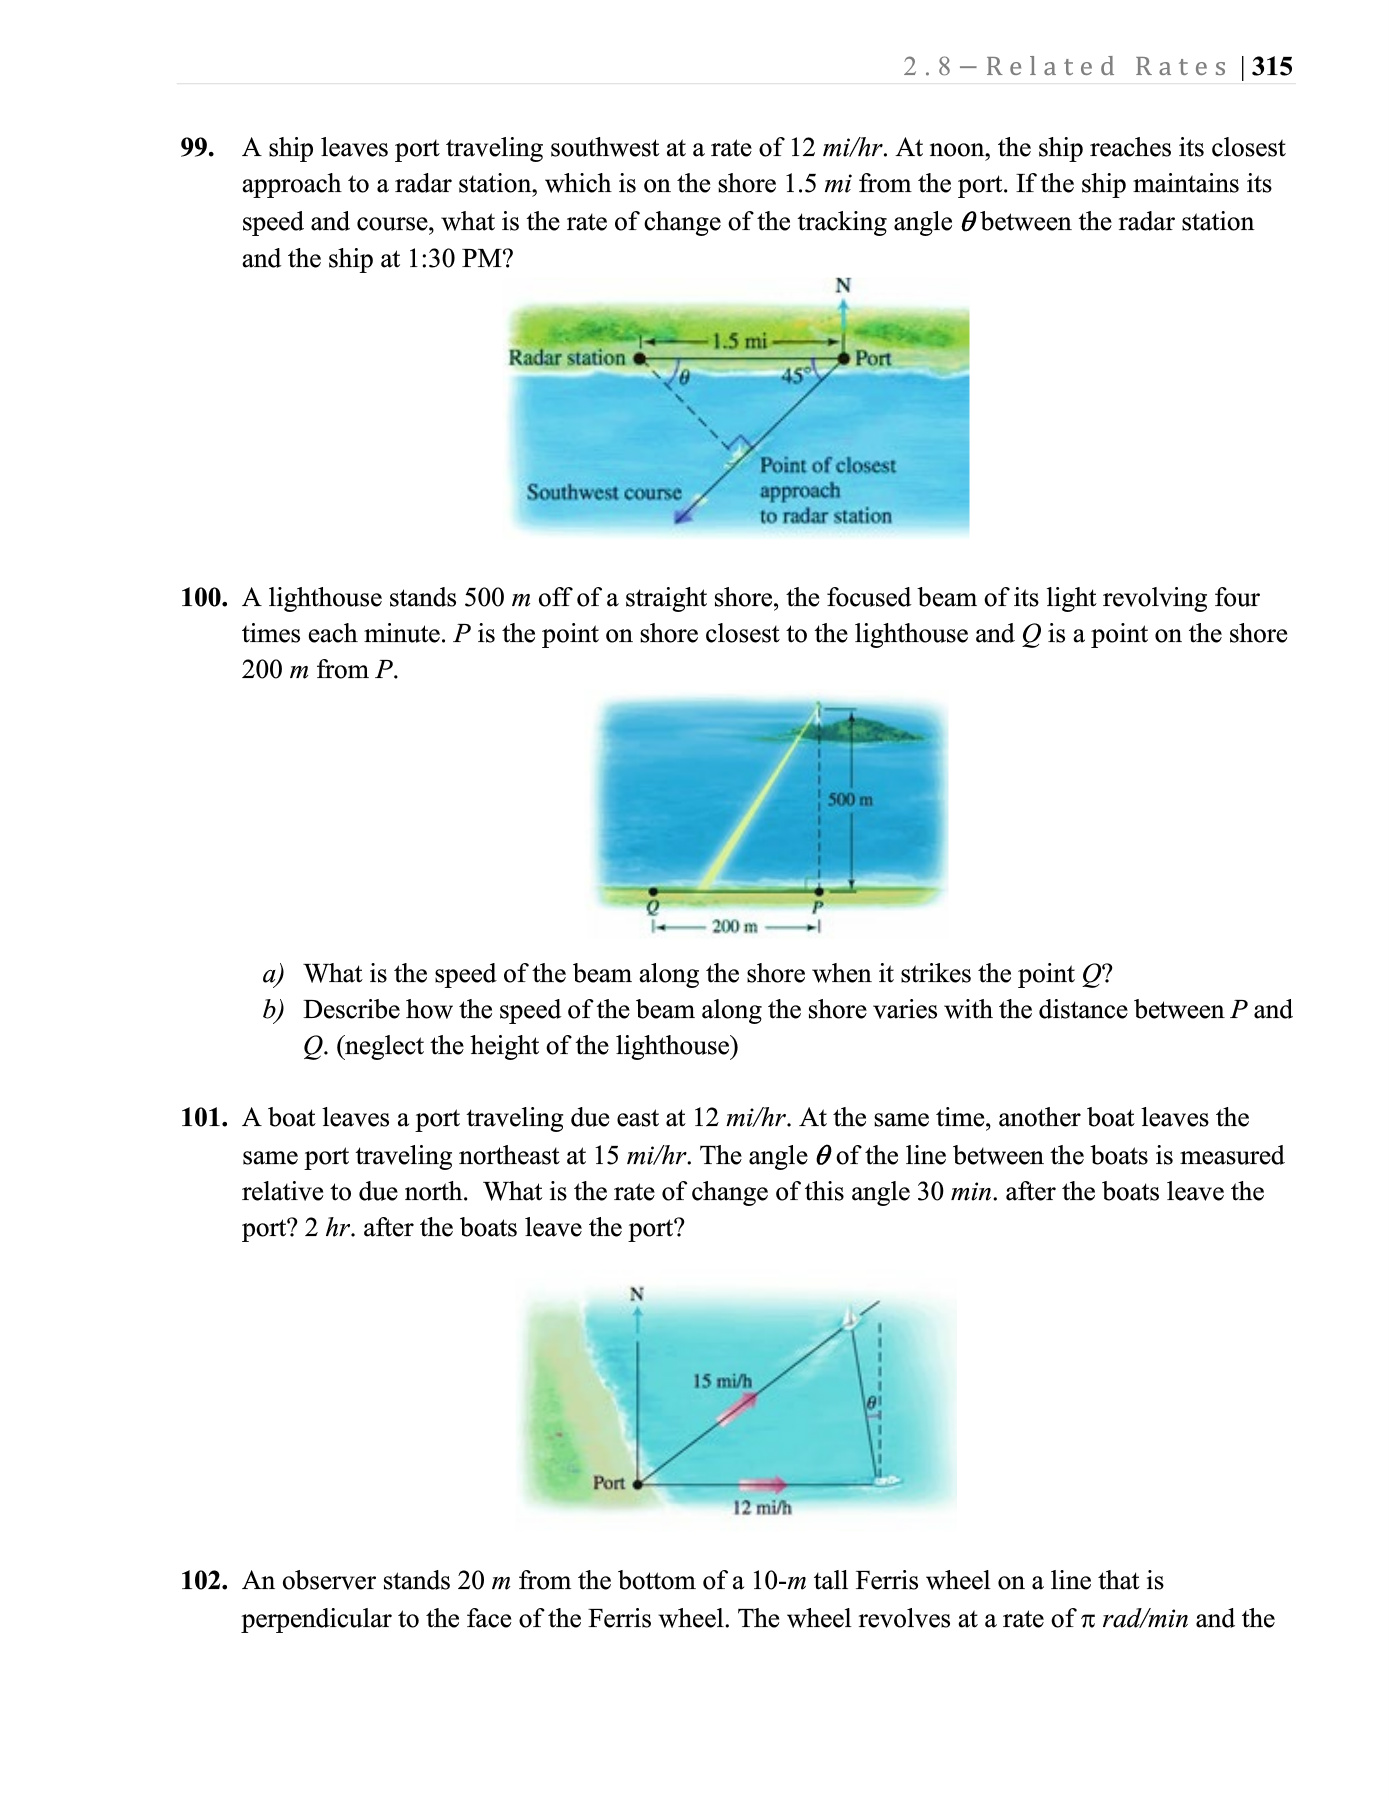 2.8—Related Rates | 315
99. A ship leaves port traveling southwest at a rate of 12 mi/hr. At noon, the ship reaches its closest
approach to a radar station, which is on the shore 1.5 mi from the port. If the ship maintains its
speed and course, what is the rate of change of the tracking angle θ between the radar station
and the ship at 1:30 PM?
N
1.5 mi
Radar station
Port
θ
45°
Point of closest
Southwest course
approach
to radar station
100. A lighthouse stands 500 m off of a straight shore, the focused beam of its light revolving four
times each minute. P is the point on shore closest to the lighthouse and Q is a point on the shore
200 m from P.
500 m
Q
P
200 m
a) What is the speed of the beam along the shore when it strikes the point Q?
b) Describe how the speed of the beam along the shore varies with the distance between P and
Q. (neglect the height of the lighthouse)
101. A boat leaves a port traveling due east at 12 mi/hr. At the same time, another boat leaves the
same port traveling northeast at 15 mi/hr. The angle θ of the line between the boats is measured
relative to due north. What is the rate of change of this angle 30 min. after the boats leave the
port? 2 hr. after the boats leave the port?
N
15 mi/h
θ
Port
12 mi/h
102. An observer stands 20 m from the bottom of a 10-m tall Ferris wheel on a line that is
perpendicular to the face of the Ferris wheel. The wheel revolves at a rate of π rad/min and the